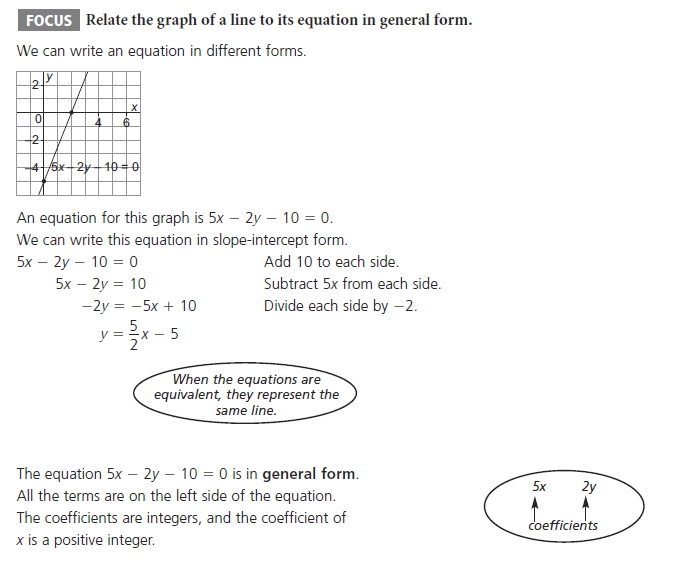 FOCUS Relate the graph of a line to its equation in general form.
We can write an equation in different forms.
2 y
x
0 4 6
−2
−4 5x − 2y − 10 = 0
An equation for this graph is 5x − 2y − 10 = 0.
We can write this equation in slope-intercept form.
5x − 2y − 10 = 0 Add 10 to each side.
5x − 2y = 10 Subtract 5x from each side.
−2y = −5x + 10 Divide each side by −2.
y = 5/2 x − 5
When the equations are
equivalent, they represent the
same line.
The equation 5x − 2y − 10 = 0 is in general form.
All the terms are on the left side of the equation.
The coefficients are integers, and the coefficient of
x is a positive integer.
5x 2y
coefficients